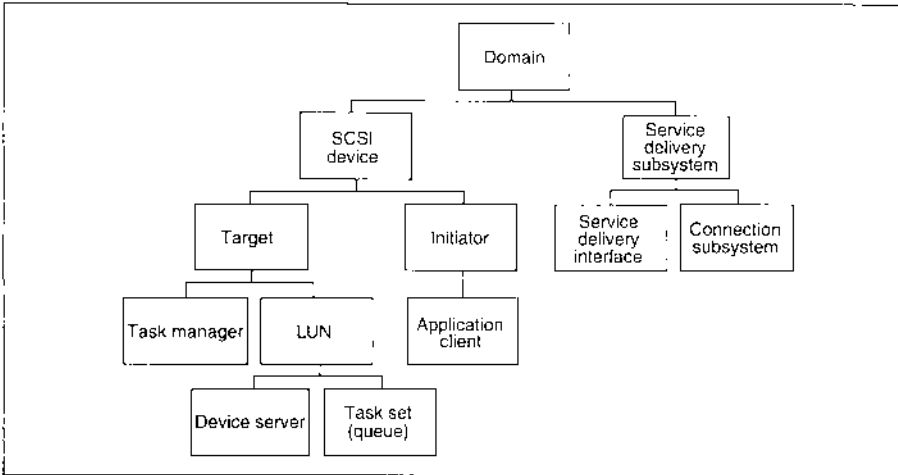 Domain
SCSI
device
Service
delivery
subsystem
Target
Initiator
Service
delivery
interface
Connection
subsystem
Task manager
LUN
Application
client
Device server
Task set
(queue)